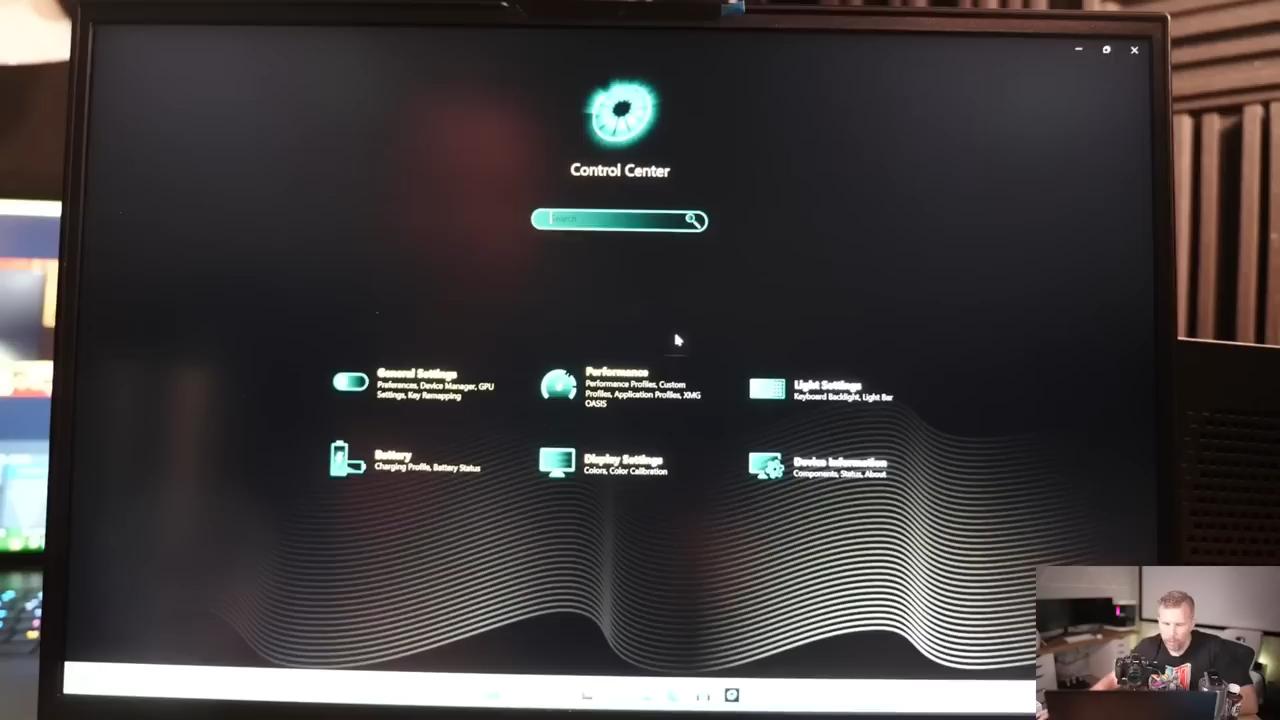 Control Center
Search
General Settings
Preferences, Device Manager, GPU
Settings, Key Remapping
Performance
Performance Profiles, Custom
Profiles, Application Profiles, XMG
OASIS
Light Settings
Keyboard Backlight, Light Bar
Battery
Charging Profile, Battery Status
Display Settings
Colors, Color Calibration
Device Information
Components, Status, About